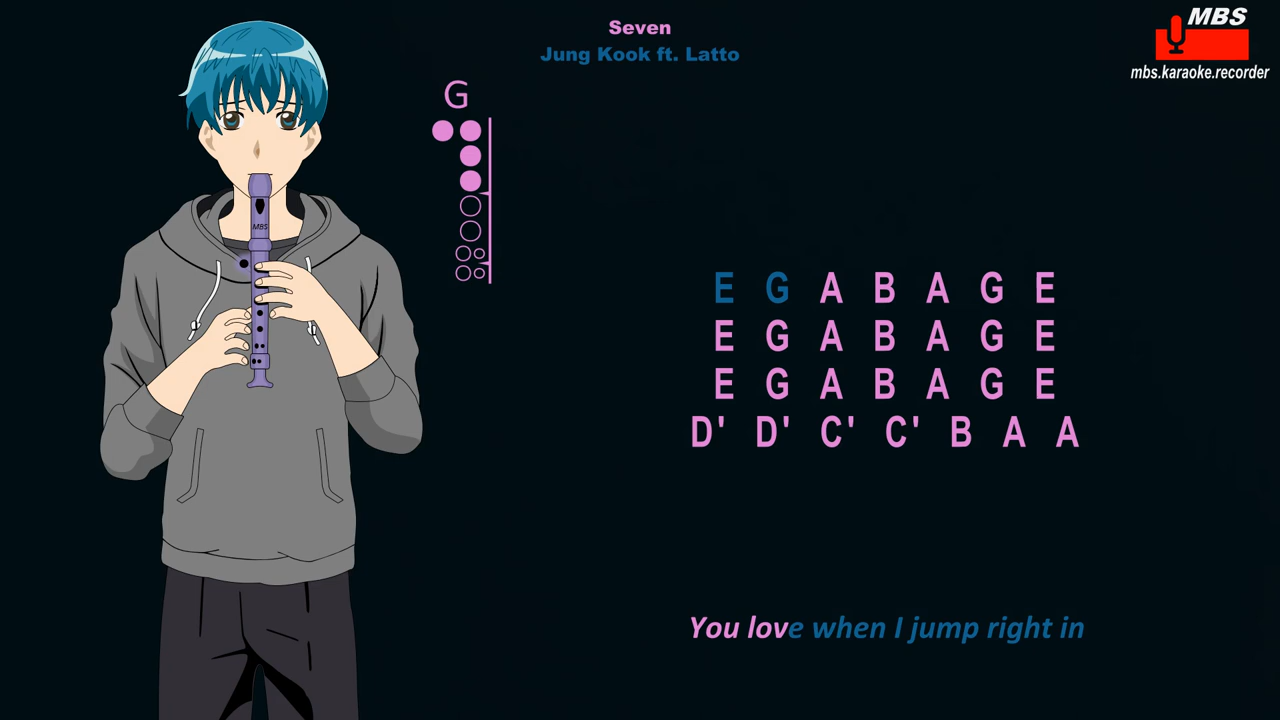 Seven
Jung Kook ft. Latto
MBS
mbs.karaoke.recorder
G
MBS
E G A B A G E
E G A B A G E
E G A B A G E
D' D' C' C' B A A
You love when I jump right in